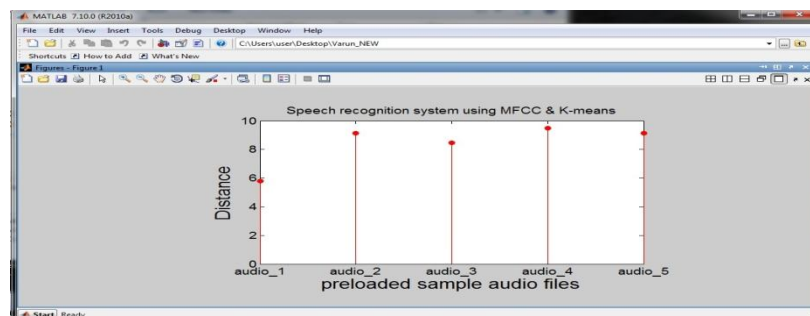 MATLAB 7.10.0 (R2010a)
File Edit View Insert Tools Debug Desktop Window Help
C:\Users\user\Desktop\Varun_NEW
Shortcuts How to Add What's New
Figures - Figure 1
Speech recognition system using MFCC & K-means
10
8
6
4
2
0
Distance
audio_1 audio_2 audio_3 audio_4 audio_5
preloaded sample audio files
Start Ready